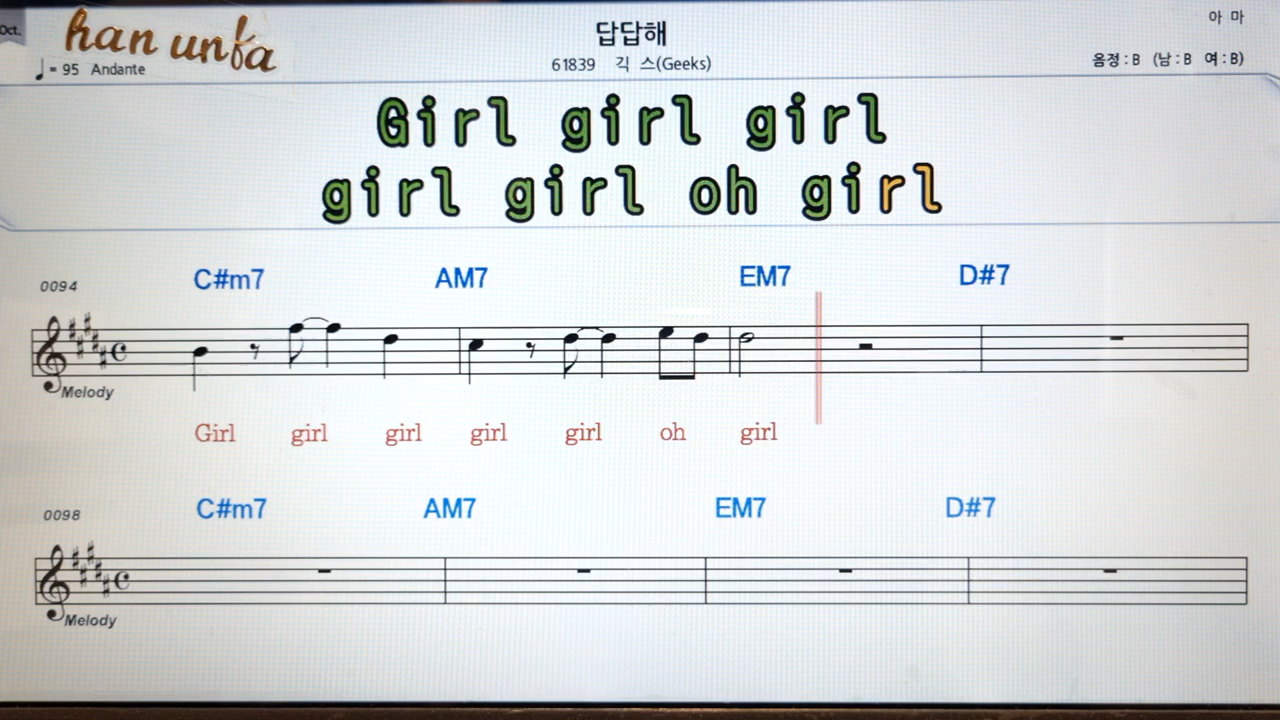 Oct.
han unfa
♩= 95 Andante
답답해
61839 긱 스(Geeks)
아 마
음정 : B (남 : B 여 : B)
Girl girl girl
girl girl oh girl
0094
C#m7 AM7 EM7 D#7
Melody
Girl girl girl girl girl oh girl
0098
C#m7 AM7 EM7 D#7
Melody